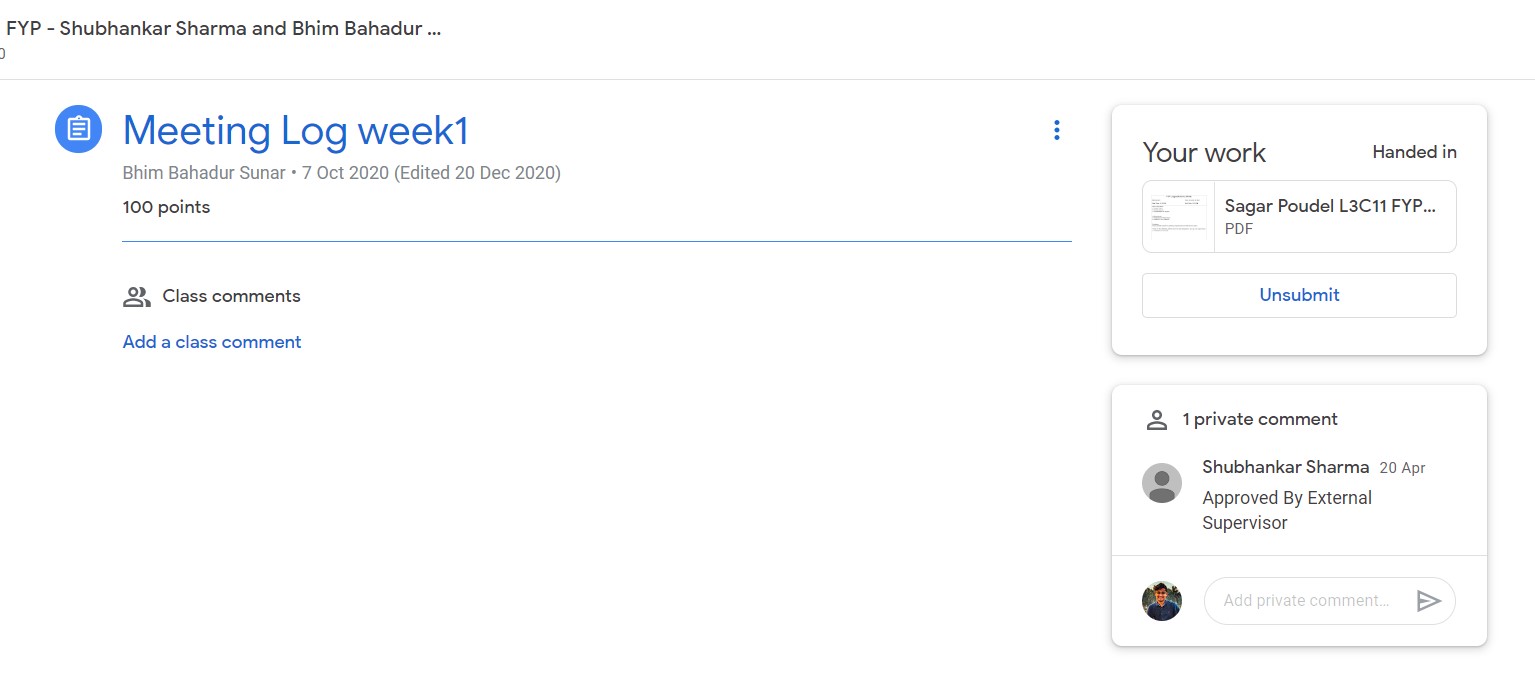 FYP - Shubhankar Sharma and Bhim Bahadur ...
0
Meeting Log week1
Bhim Bahadur Sunar • 7 Oct 2020 (Edited 20 Dec 2020)
100 points
Class comments
Add a class comment
Your work
Handed in
Sagar Poudel L3C11 FYP...
PDF
Unsubmit
1 private comment
Shubhankar Sharma 20 Apr
Approved By External
Supervisor
Add private comment...